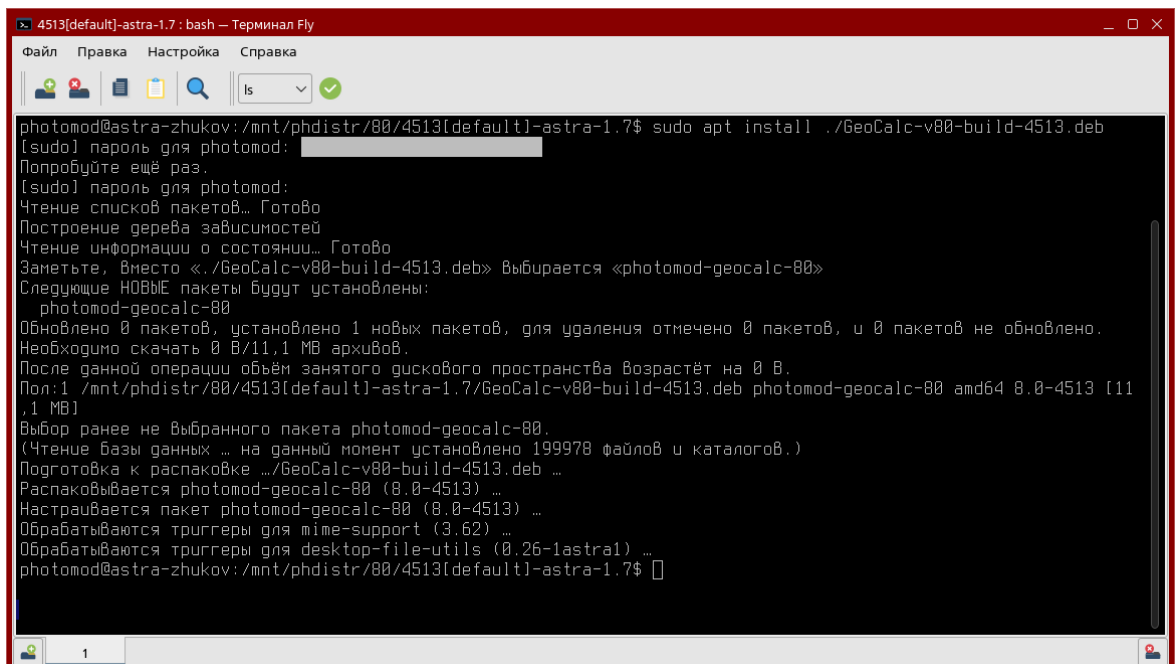 4513[default]-astra-1.7 : bash — Терминал Fly
Файл Правка Настройка Справка
ls
photomod@astra-zhukov:/mnt/phdistr/80/4513[default]-astra-1.7$ sudo apt install ./GeoCalc-v80-build-4513.deb
[sudo] пароль для photomod:
Попробуйте ещё раз.
[sudo] пароль для photomod:
Чтение списков пакетов… Готово
Построение дерева зависимостей
Чтение информации о состоянии… Готово
Заметьте, вместо «./GeoCalc-v80-build-4513.deb» выбирается «photomod-geocalc-80»
Следующие НОВЫЕ пакеты будут установлены:
photomod-geocalc-80
Обновлено 0 пакетов, установлено 1 новых пакетов, для удаления отмечено 0 пакетов, и 0 пакетов не обновлено.
Необходимо скачать 0 B/11,1 MB архивов.
После данной операции объём занятого дискового пространства возрастёт на 0 B.
Пол:1 /mnt/phdistr/80/4513[default]-astra-1.7/GeoCalc-v80-build-4513.deb photomod-geocalc-80 amd64 8.0-4513 [11
,1 MB]
Выбор ранее не выбранного пакета photomod-geocalc-80.
(Чтение базы данных … на данный момент установлено 199978 файлов и каталогов.)
Подготовка к распаковке …/GeoCalc-v80-build-4513.deb …
Распаковывается photomod-geocalc-80 (8.0-4513) …
Настраивается пакет photomod-geocalc-80 (8.0-4513) …
Обрабатываются триггеры для mime-support (3.62) …
Обрабатываются триггеры для desktop-file-utils (0.26-1astra1) …
photomod@astra-zhukov:/mnt/phdistr/80/4513[default]-astra-1.7$
1